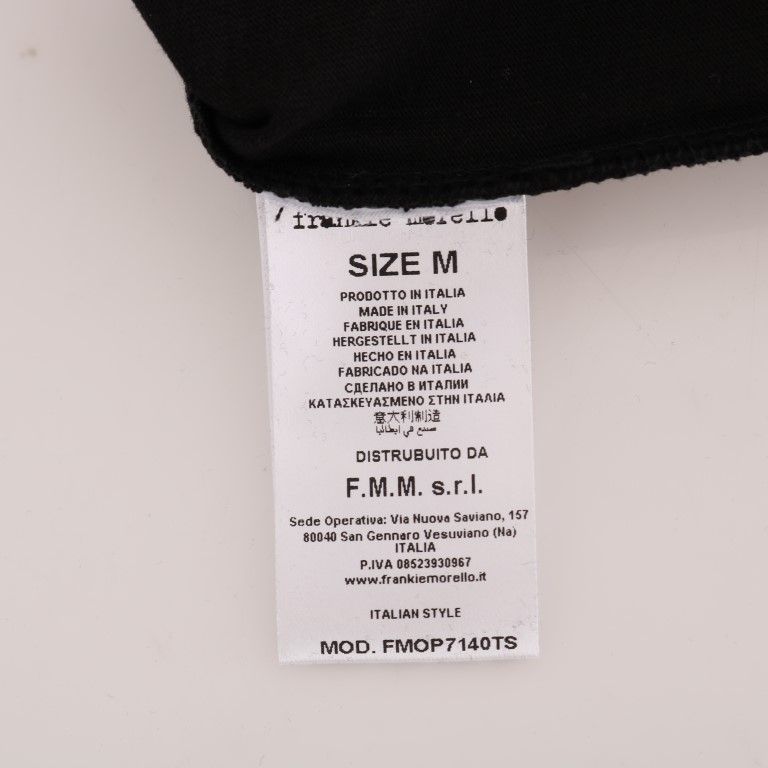 frankie morello
SIZE M
PRODOTTO IN ITALIA
MADE IN ITALY
FABRIQUE EN ITALIA
HERGESTELLT IN ITALIA
HECHO EN ITALIA
FABRICADO NA ITALIA
СДЕЛАНО В ИТАЛИИ
ΚΑΤΑΣΚΕΥΑΣΜΕΝΟ ΣΤΗΝ ΙΤΑΛΙΑ
意大利制造
صنع في ايطاليا
DISTRUBUITO DA
F.M.M. s.r.l.
Sede Operativa: Via Nuova Saviano, 157
80040 San Gennaro Vesuviano (Na)
ITALIA
P.IVA 08523930967
www.frankiemorello.it
ITALIAN STYLE
MOD. FMOP7140TS